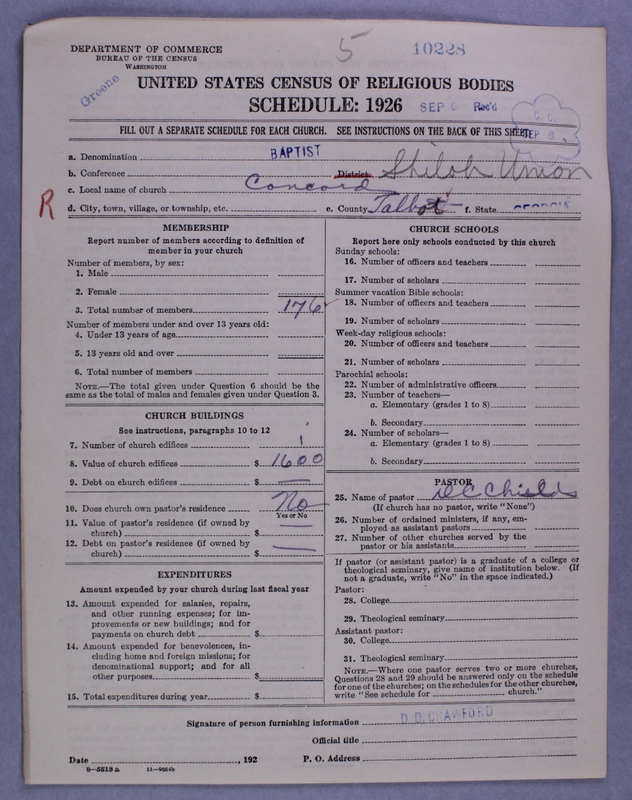 DEPARTMENT OF COMMERCE
BUREAU OF THE CENSUS
WASHINGTON
5
10228
Greene
UNITED STATES CENSUS OF RELIGIOUS BODIES
SCHEDULE: 1926
SEP 6 Rec'd
FILL OUT A SEPARATE SCHEDULE FOR EACH CHURCH. SEE INSTRUCTIONS ON THE BACK OF THIS SHEET
SEP 8
a. Denomination BAPTIST
b. Conference District Shiloh Union
c. Local name of church Concord
R
d. City, town, village, or township, etc. e. County Talbot f. State GEORGIA
MEMBERSHIP
Report number of members according to definition of
member in your church
Number of members, by sex:
1. Male
2. Female
3. Total number of members 176
Number of members under and over 13 years old:
4. Under 13 years of age
5. 13 years old and over
6. Total number of members
NOTE.—The total given under Question 6 should be the
same as the total of males and females given under Question 3.
CHURCH BUILDINGS
See instructions, paragraphs 10 to 12
7. Number of church edifices 1
8. Value of church edifices $ 1600
9. Debt on church edifices $ —
10. Does church own pastor's residence No
Yes or No
11. Value of pastor's residence (if owned by
church) $ —
12. Debt on pastor's residence (if owned by
church) $ —
EXPENDITURES
Amount expended by your church during last fiscal year
13. Amount expended for salaries, repairs,
and other running expenses; for im-
provements or new buildings; and for
payments on church debt $
14. Amount expended for benevolences, in-
cluding home and foreign missions; for
denominational support; and for all
other purposes $
15. Total expenditures during year $
CHURCH SCHOOLS
Report here only schools conducted by this church
Sunday schools:
16. Number of officers and teachers
17. Number of scholars
Summer vacation Bible schools:
18. Number of officers and teachers
19. Number of scholars
Week-day religious schools:
20. Number of officers and teachers
21. Number of scholars
Parochial schools:
22. Number of administrative officers
23. Number of teachers—
a. Elementary (grades 1 to 8)
b. Secondary
24. Number of scholars—
a. Elementary (grades 1 to 8)
b. Secondary
PASTOR
25. Name of pastor D C Child
(If church has no pastor, write "None")
26. Number of ordained ministers, if any, em-
ployed as assistant pastors
27. Number of other churches served by the
pastor or his assistants
If pastor (or assistant pastor) is a graduate of a college or
theological seminary, give name of institution below. (If
not a graduate, write "No" in the space indicated.)
Pastor:
28. College
29. Theological seminary
Assistant pastor:
30. College
31. Theological seminary
NOTE.—Where one pastor serves two or more churches,
Questions 28 and 29 should be answered only on the schedule
for one of the churches; on the schedules for the other churches,
write "See schedule for church."
Signature of person furnishing information D. D. CRAWFORD
Official title
Date , 192 P. O. Address
8—5513 a 11—9864b